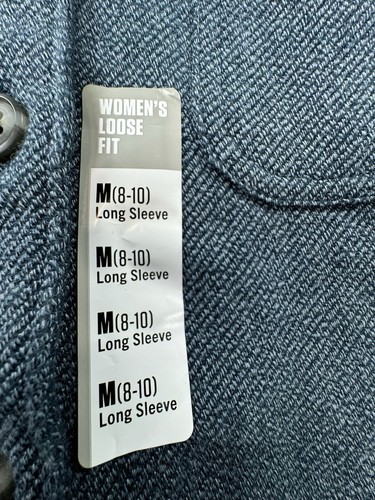 WOMEN'S
LOOSE
FIT
M(8-10)
Long Sleeve
M(8-10)
Long Sleeve
M(8-10)
Long Sleeve
M(8-10)
Long Sleeve